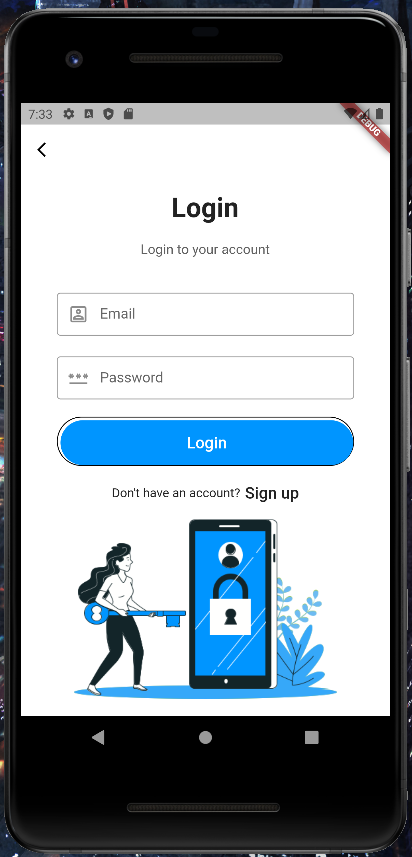 7:33
DEBUG
Login
Login to your account
Email
*** Password
Login
Don't have an account? Sign up